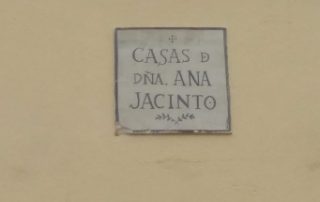 CASAS D
DÑA. ANA
JACINTO